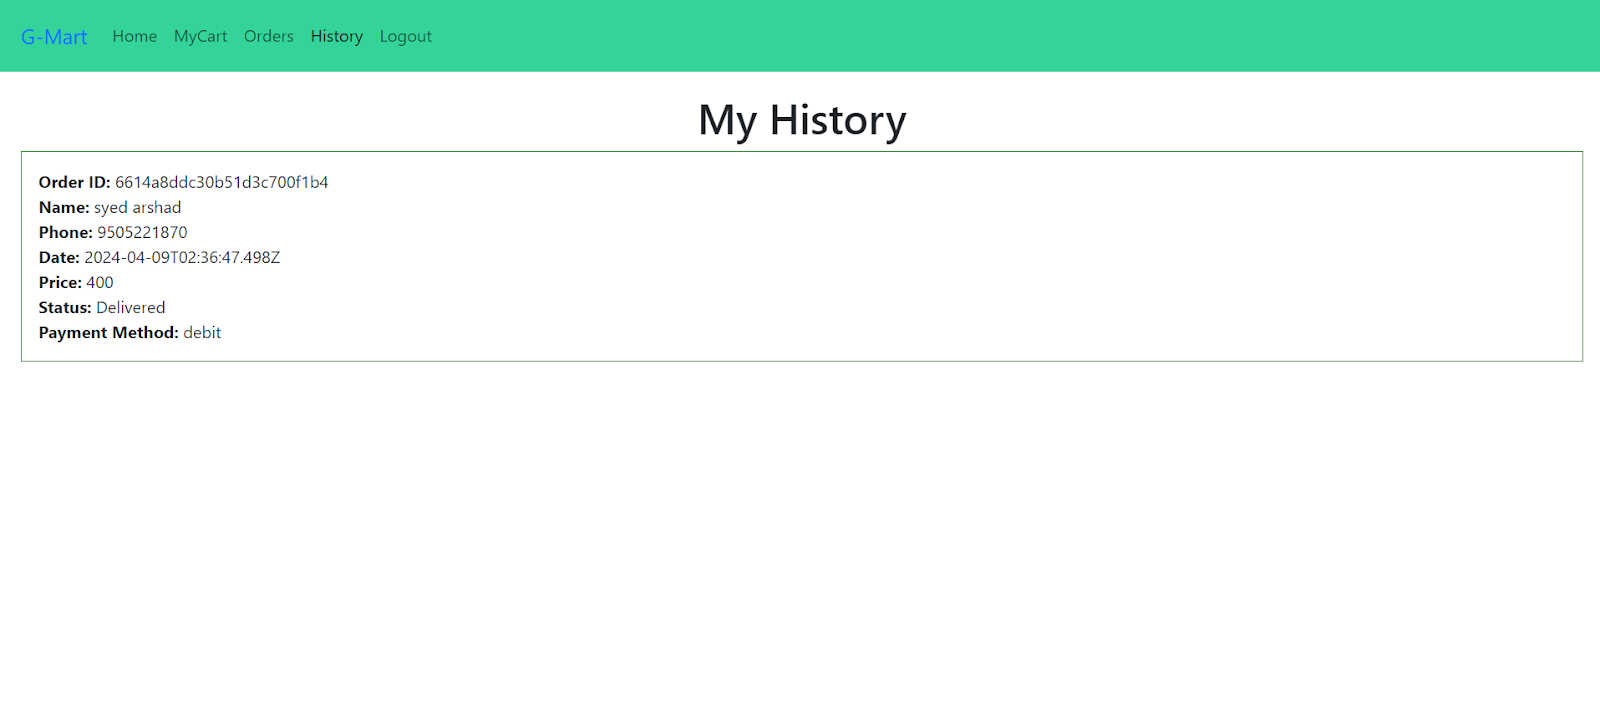 G-Mart Home MyCart Orders History Logout
My History
Order ID: 6614a8ddc30b51d3c700f1b4
Name: syed arshad
Phone: 9505221870
Date: 2024-04-09T02:36:47.498Z
Price: 400
Status: Delivered
Payment Method: debit